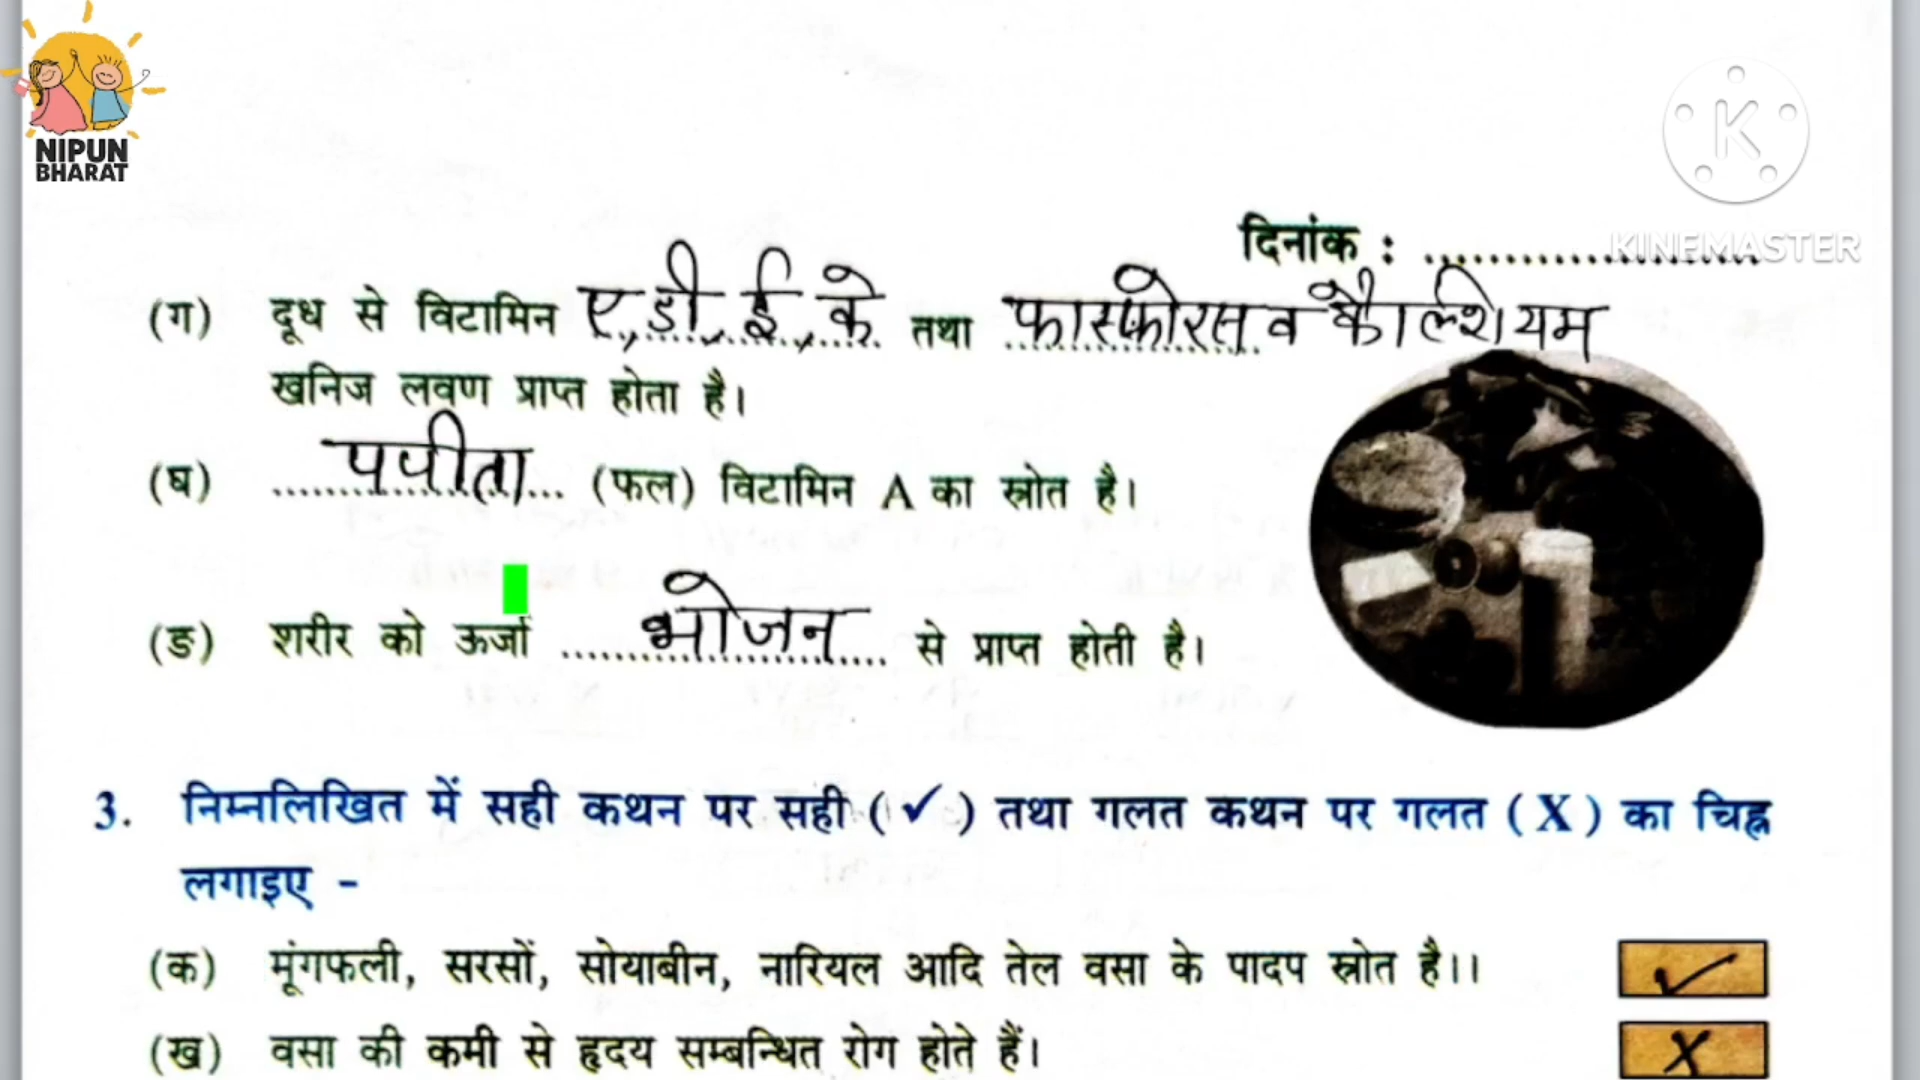 NIPUN
BHARAT
दिनांक : ........................
KINEMASTER
(ग) दूध से विटामिन ए, डी, ई, के तथा फास्फोरस व कैल्शियम
खनिज लवण प्राप्त होता है।
(घ) पपीता (फल) विटामिन A का स्रोत है।
(ङ) शरीर को ऊर्जा भोजन से प्राप्त होती है।
3. निम्नलिखित में सही कथन पर सही (✓) तथा गलत कथन पर गलत (X) का चिह्न
लगाइए -
(क) मूंगफली, सरसों, सोयाबीन, नारियल आदि तेल वसा के पादप स्रोत है।। ✓
(ख) वसा की कमी से हृदय सम्बन्धित रोग होते हैं। X